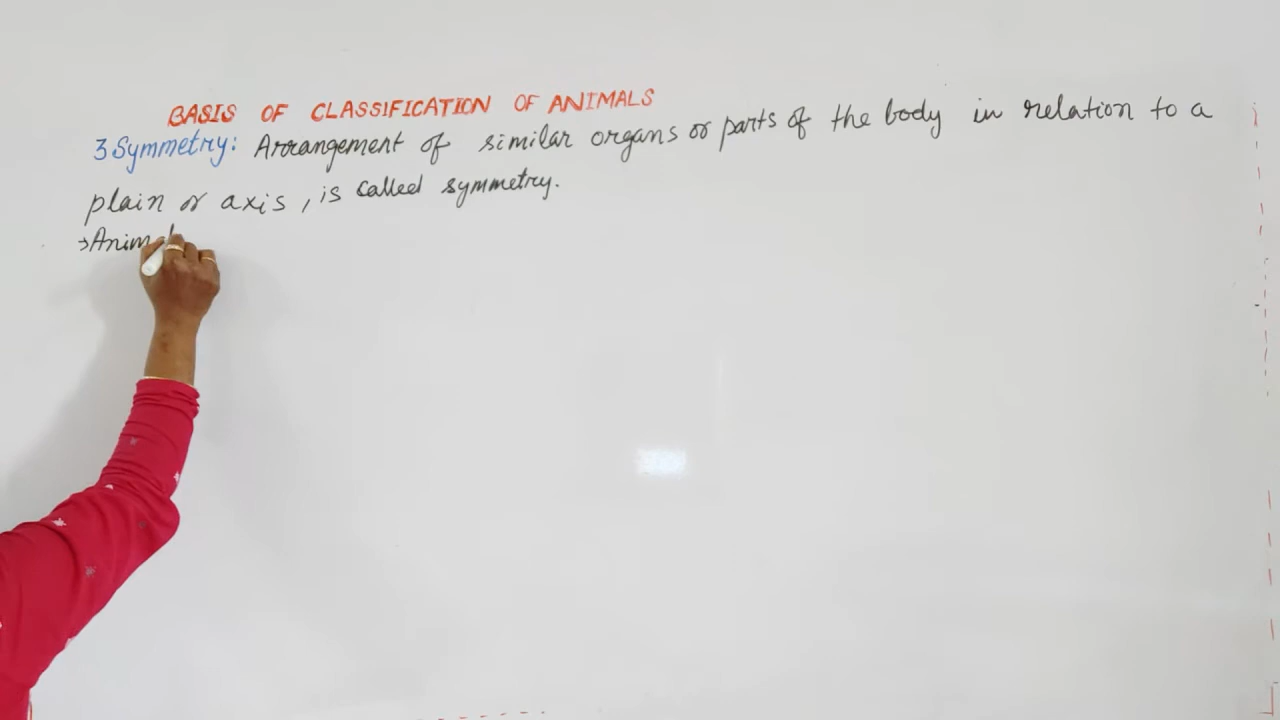 BASIS OF CLASSIFICATION OF ANIMALS
3 Symmetry: Arrangement of similar organs or parts of the body in relation to a
plain or axis, is called symmetry.